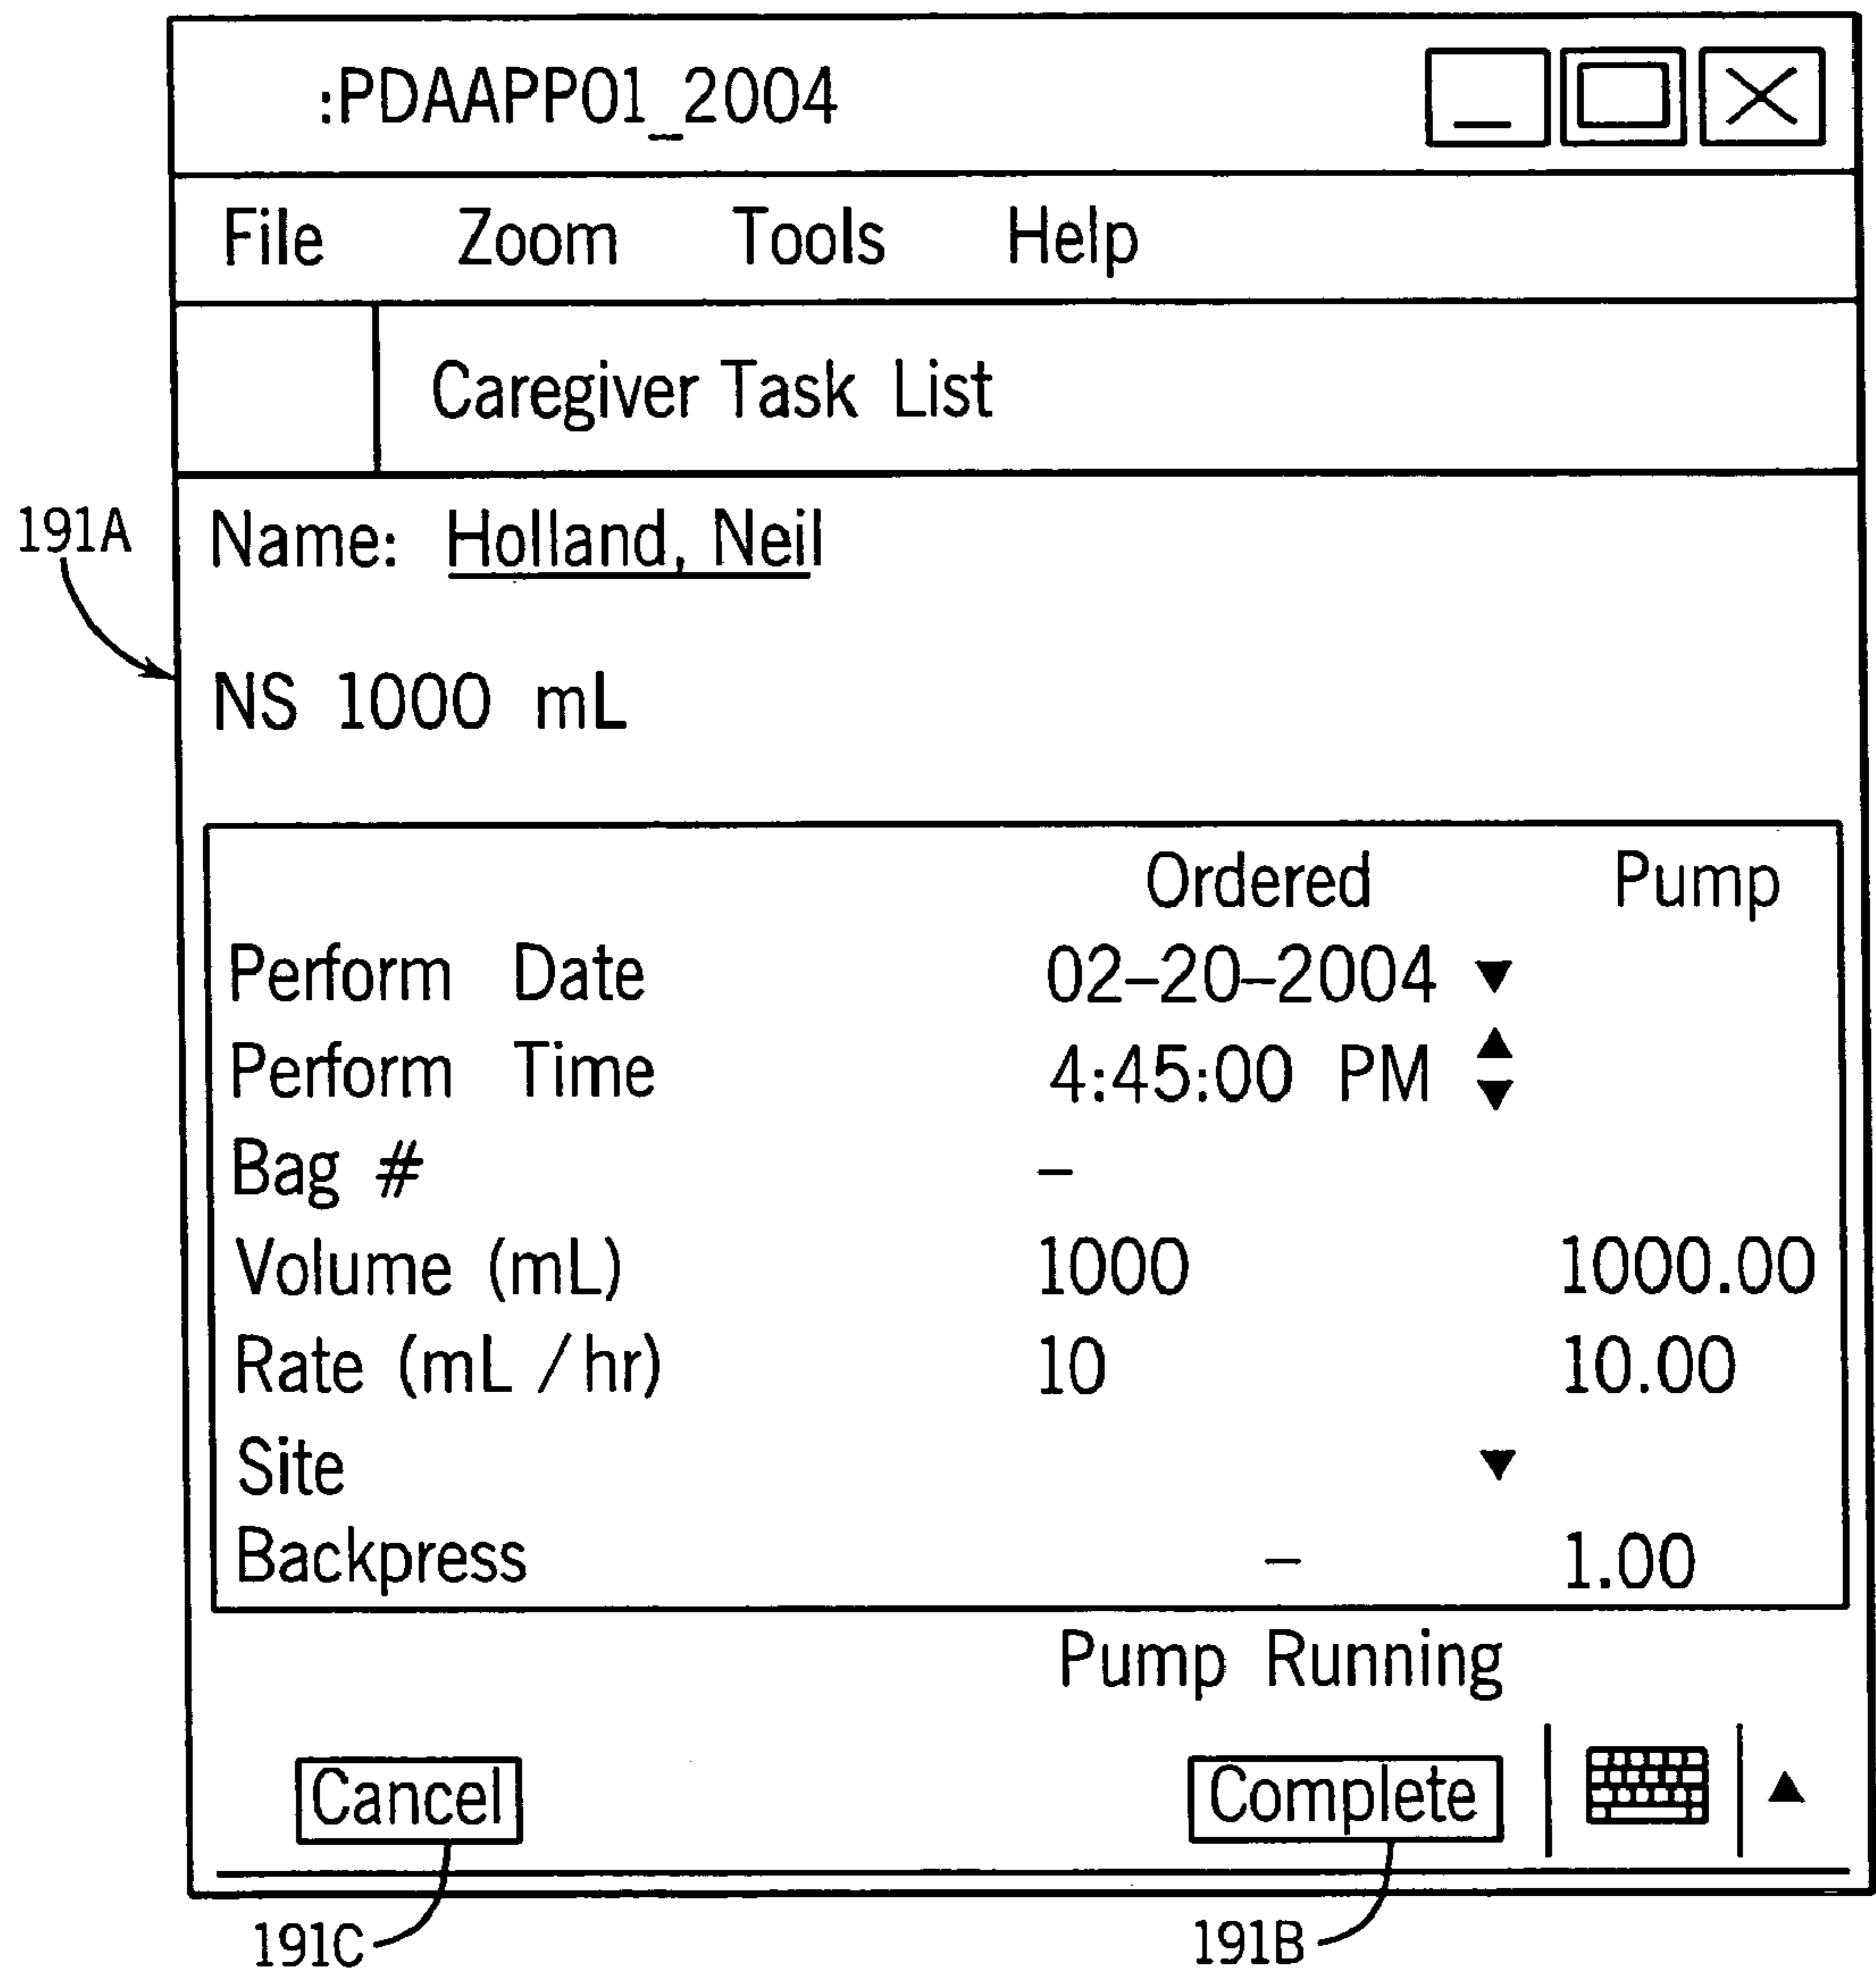 :PDAAPP01_2004
File Zoom Tools Help
Caregiver Task List
191A
Name: Holland, Neil
NS 1000 mL
Ordered Pump
Perform Date 02-20-2004 ▼
Perform Time 4:45:00 PM
Bag # –
Volume (mL) 1000 1000.00
Rate (mL / hr) 10 10.00
Site ▼
Backpress – 1.00
Pump Running
Cancel Complete
191C 191B